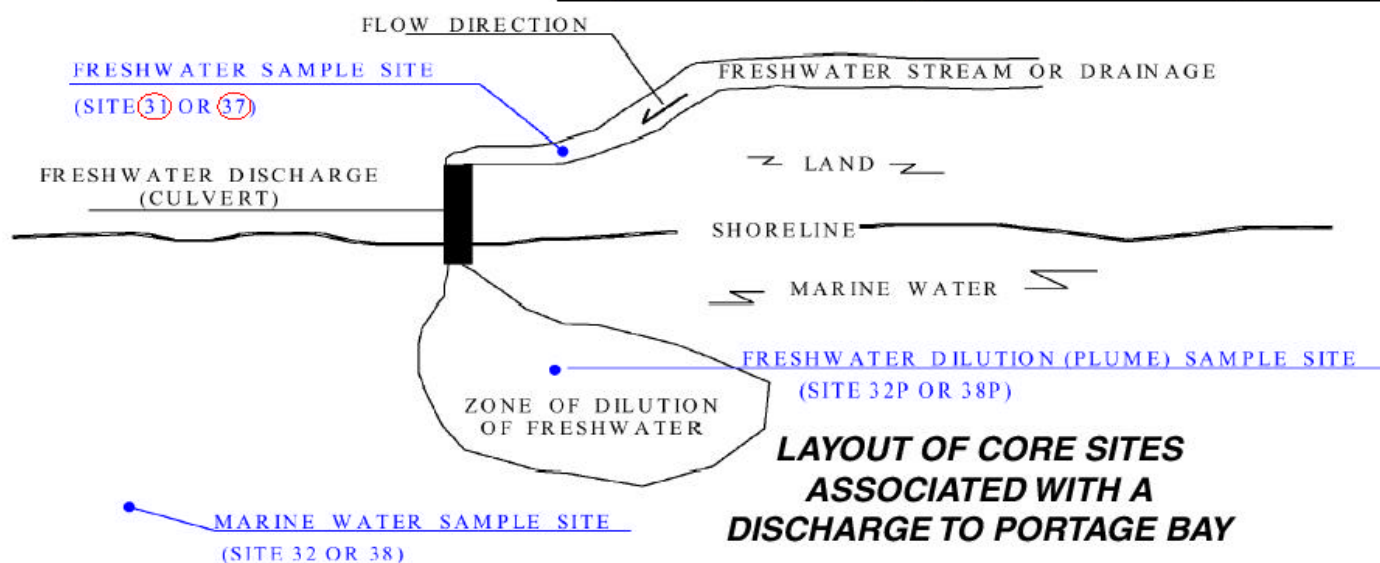 FLOW DIRECTION
FRESHWATER SAMPLE SITE
(SITE 31 OR 37)
FRESHWATER STREAM OR DRAINAGE
LAND
FRESHWATER DISCHARGE
(CULVERT)
SHORELINE
MARINE WATER
FRESHWATER DILUTION (PLUME) SAMPLE SITE
(SITE 32P OR 38P)
ZONE OF DILUTION
OF FRESHWATER
LAYOUT OF CORE SITES
ASSOCIATED WITH A
DISCHARGE TO PORTAGE BAY
MARINE WATER SAMPLE SITE
(SITE 32 OR 38)